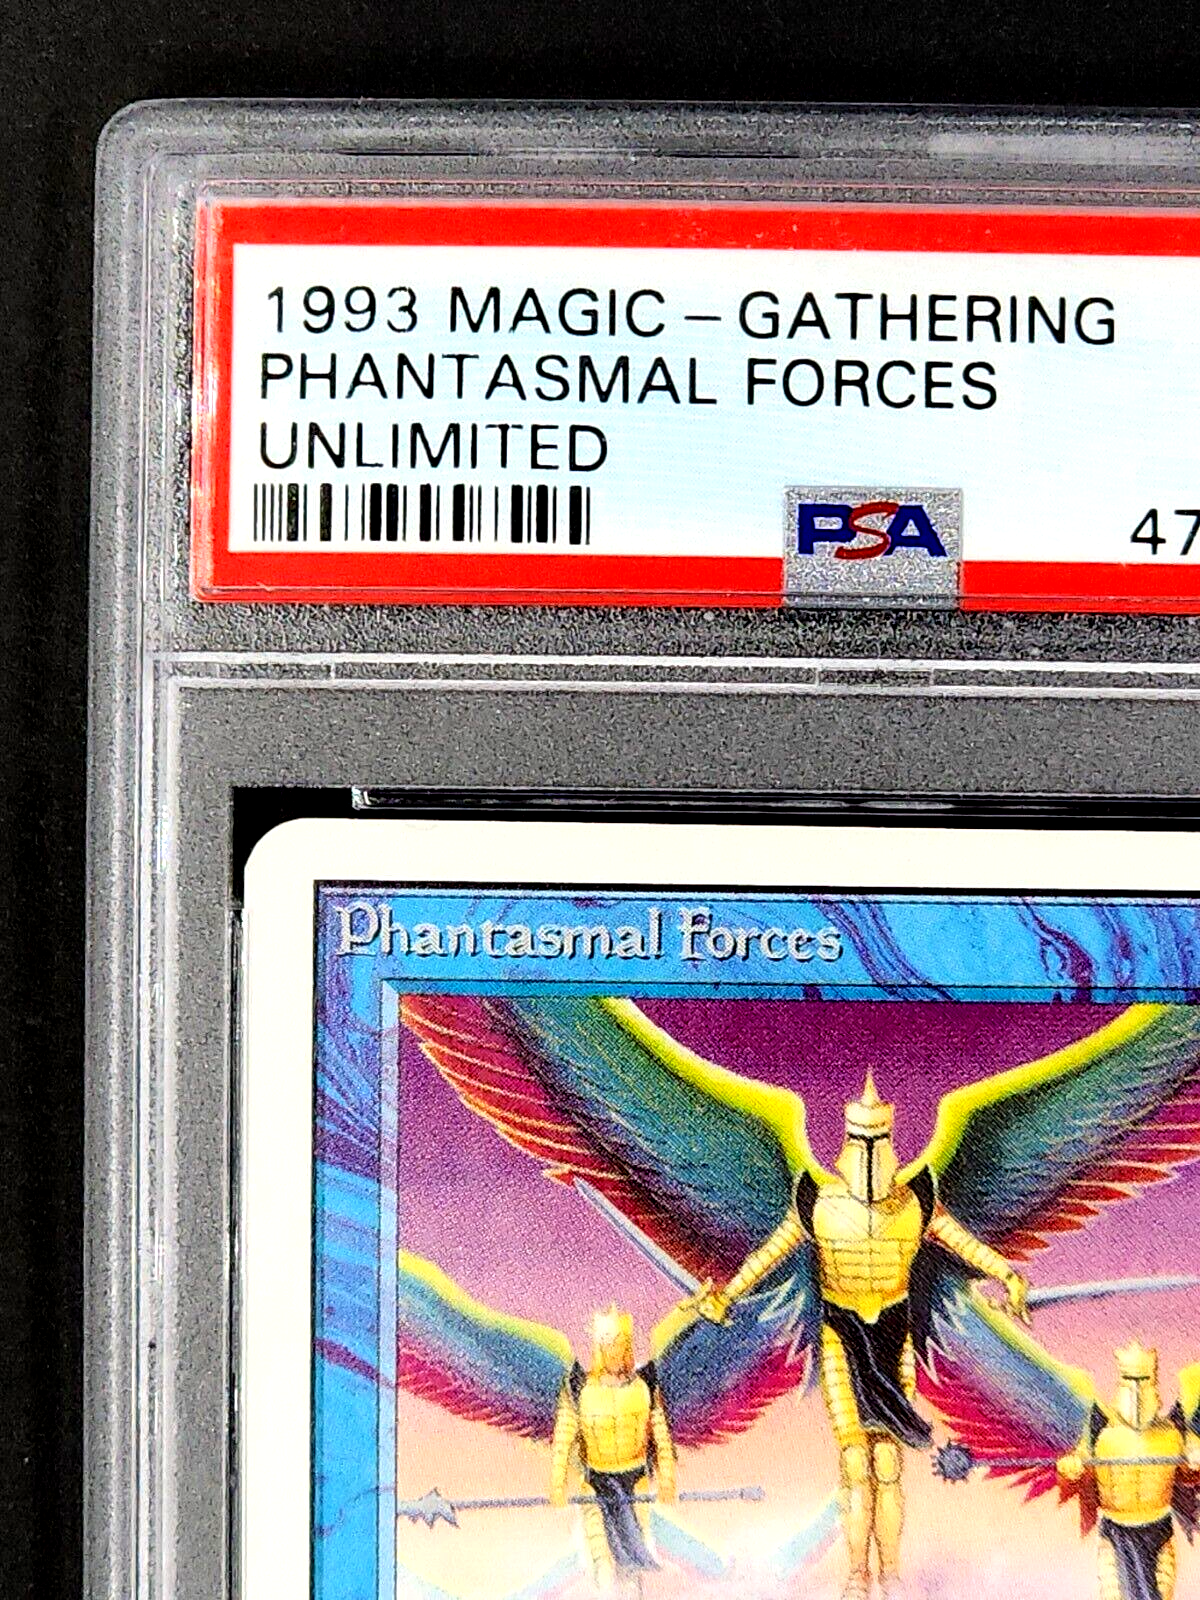 1993 MAGIC - GATHERING
PHANTASMAL FORCES
UNLIMITED
PSA
47
Phantasmal Forces